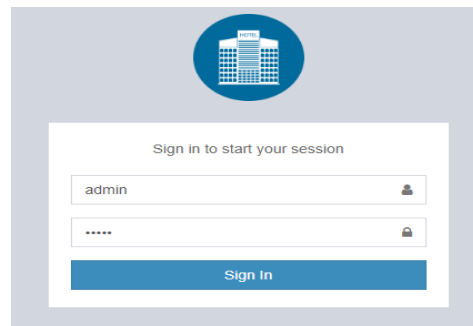 HOTEL
Sign in to start your session
admin
•••••
Sign In